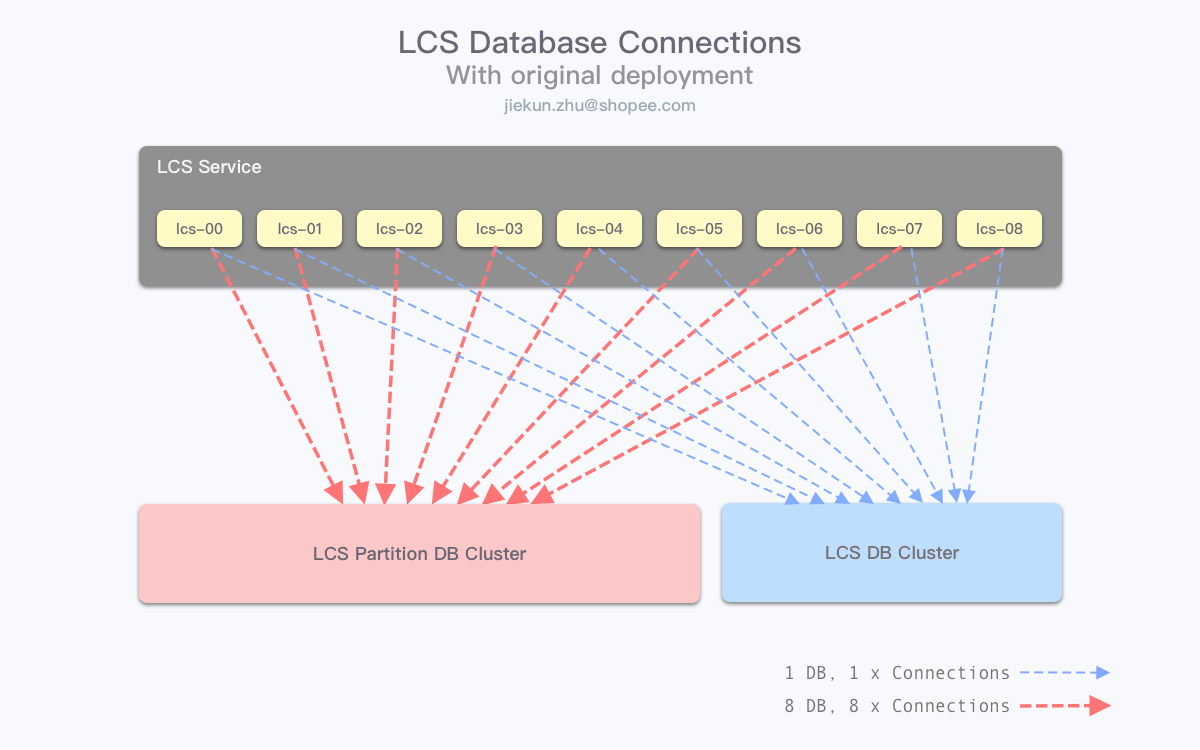 LCS Database Connections
With original deployment
jiekun.zhu@shopee.com
LCS Service
lcs-00 lcs-01 lcs-02 lcs-03 lcs-04 lcs-05 lcs-06 lcs-07 lcs-08
LCS Partition DB Cluster LCS DB Cluster
1 DB, 1 x Connections
8 DB, 8 x Connections